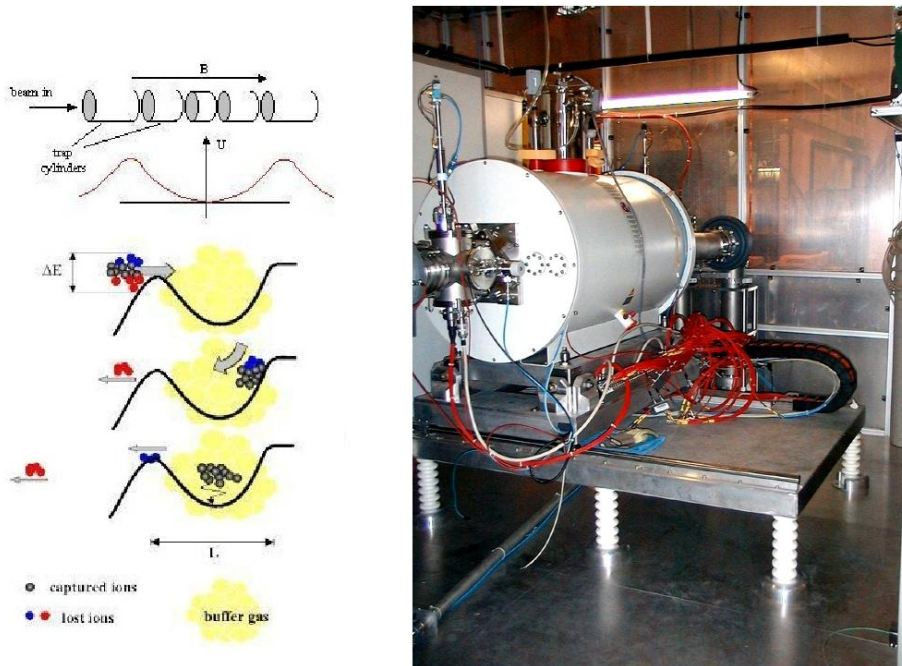 B
beam in
trap
cylinders
U
ΔE
L
captured ions
lost ions
buffer gas